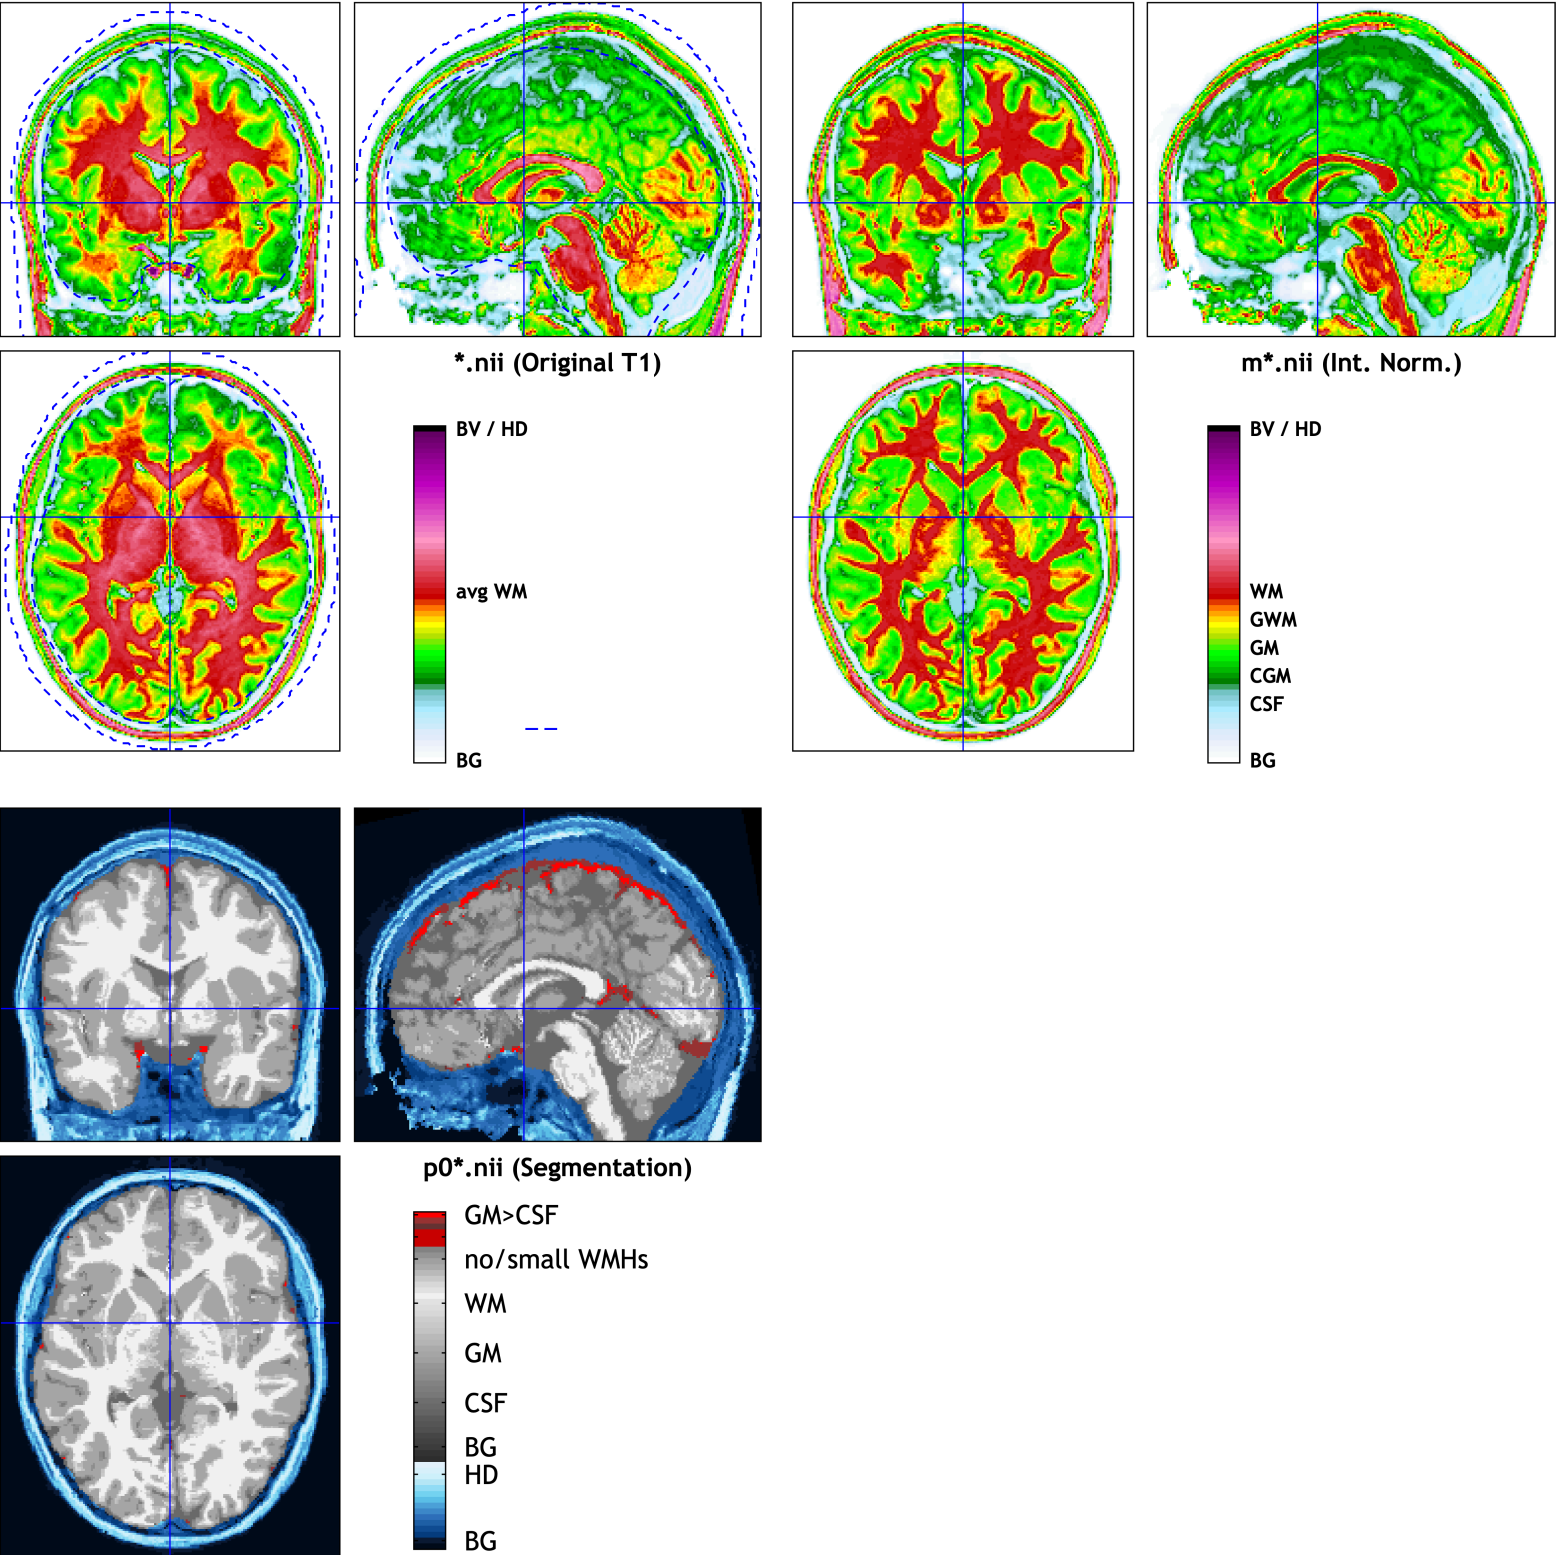 *.nii (Original T1)
BV / HD
avg WM
BG
m*.nii (Int. Norm.)
BV / HD
WM
GWM
GM
CGM
CSF
BG
p0*.nii (Segmentation)
GM>CSF
no/small WMHs
WM
GM
CSF
BG
HD
BG